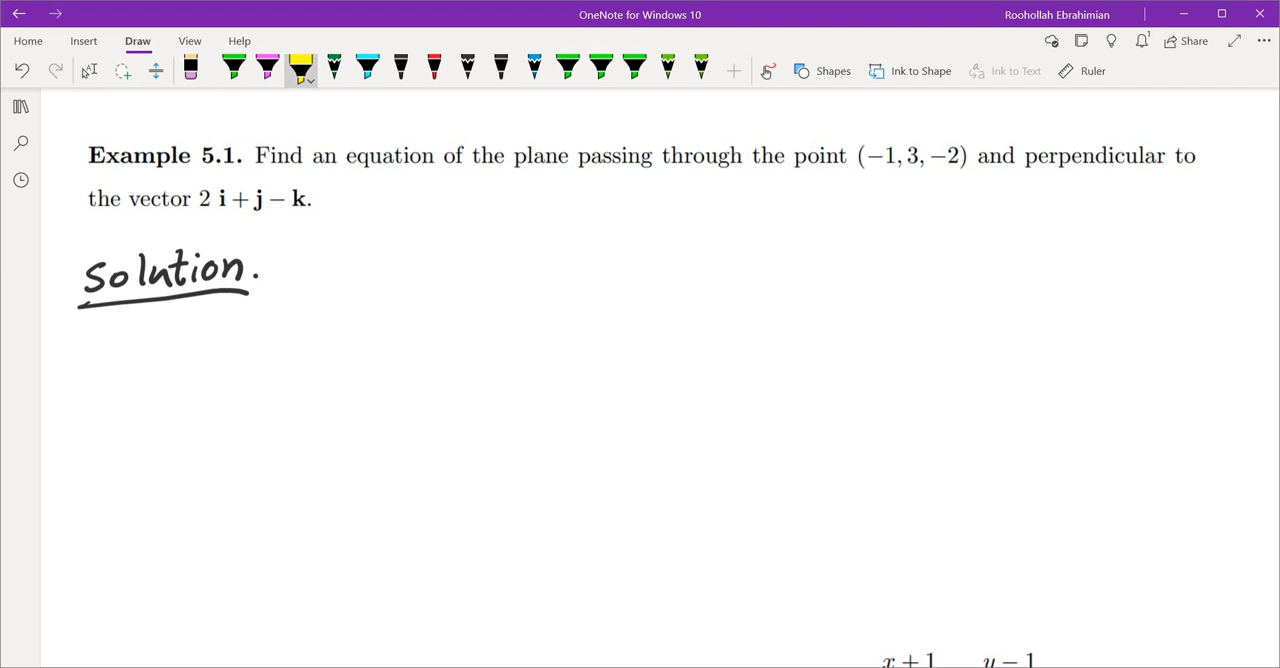 OneNote for Windows 10
Roohollah Ebrahimian
Home Insert Draw View Help
Share
Shapes Ink to Shape Ink to Text Ruler
Example 5.1. Find an equation of the plane passing through the point (−1, 3, −2) and perpendicular to
the vector 2 i + j − k.
Solution.
x + 1 y − 1